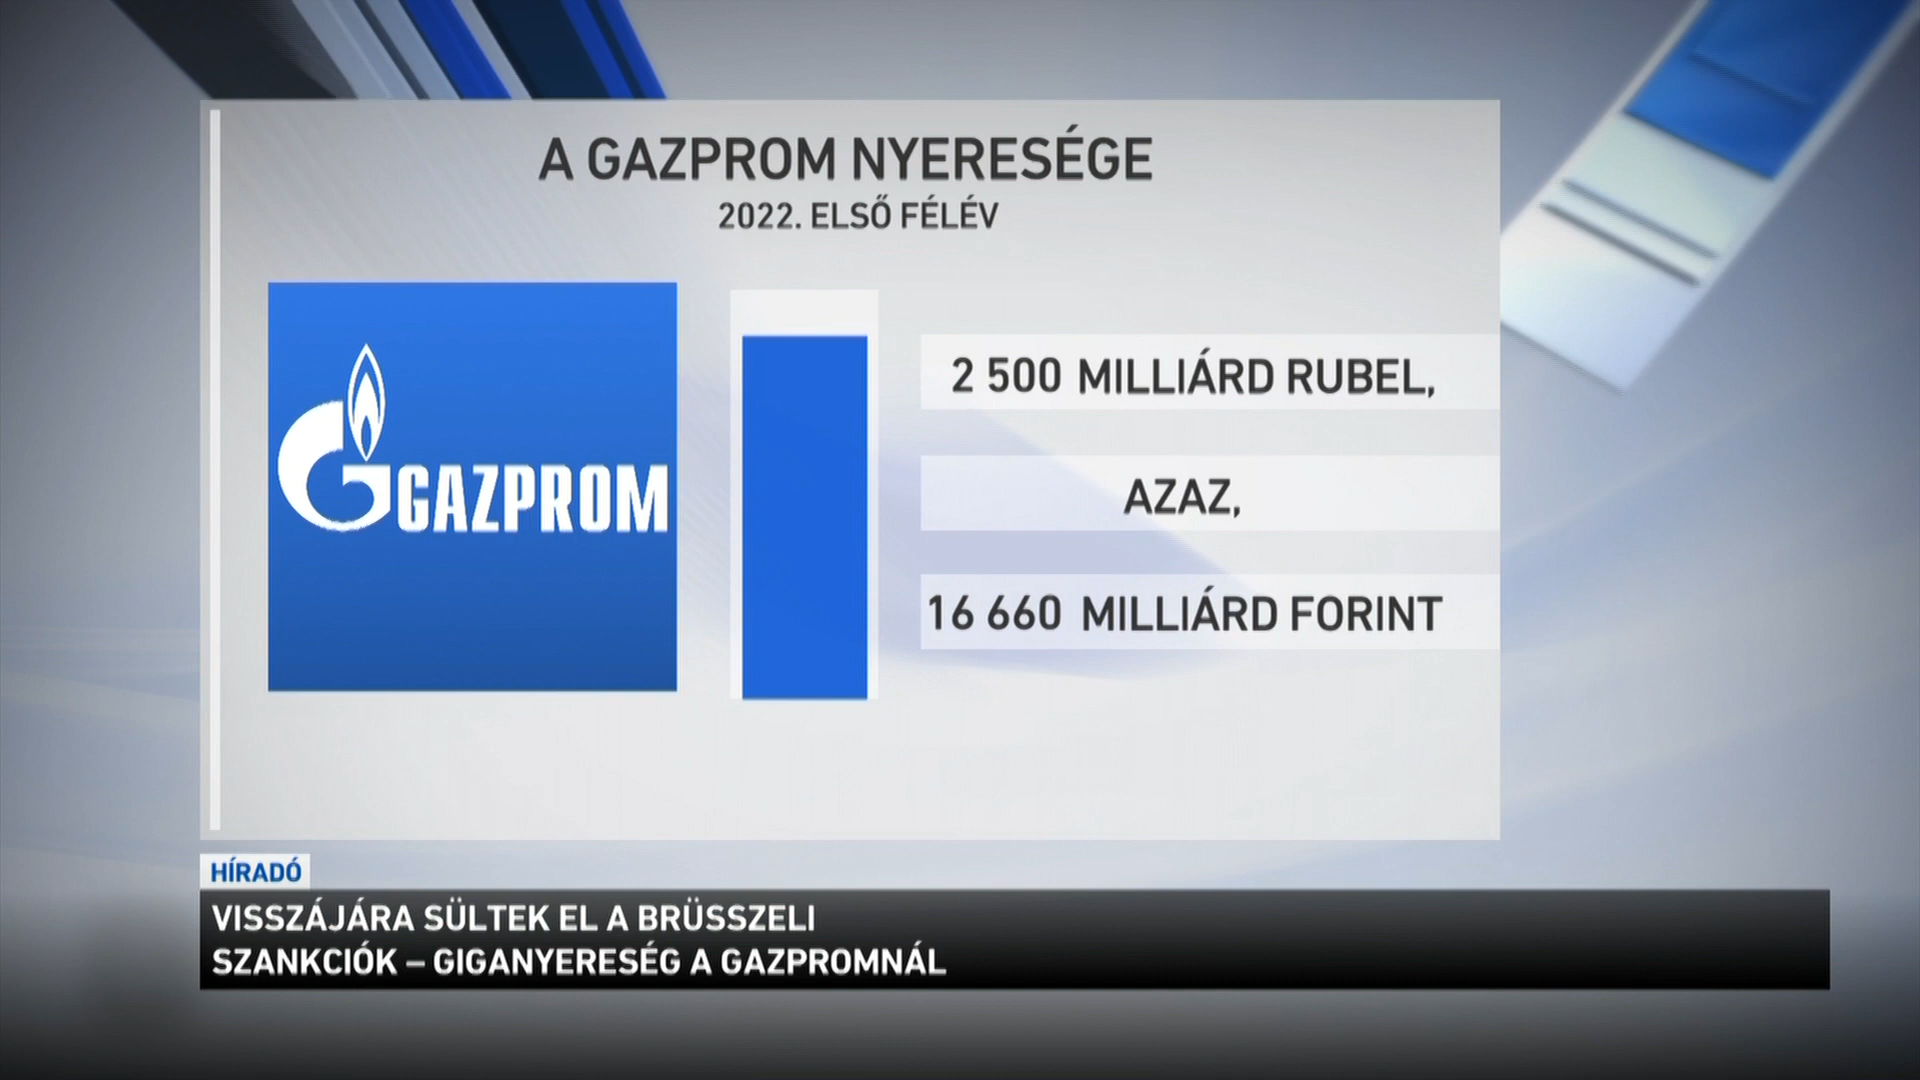 A GAZPROM NYERESÉGE
2022. ELSŐ FÉLÉV
GAZPROM
2 500 MILLIÁRD RUBEL,
AZAZ,
16 660 MILLIÁRD FORINT
HÍRADÓ
VISSZÁJÁRA SÜLTEK EL A BRÜSSZELI
SZANKCIÓK – GIGANYERESÉG A GAZPROMNÁL